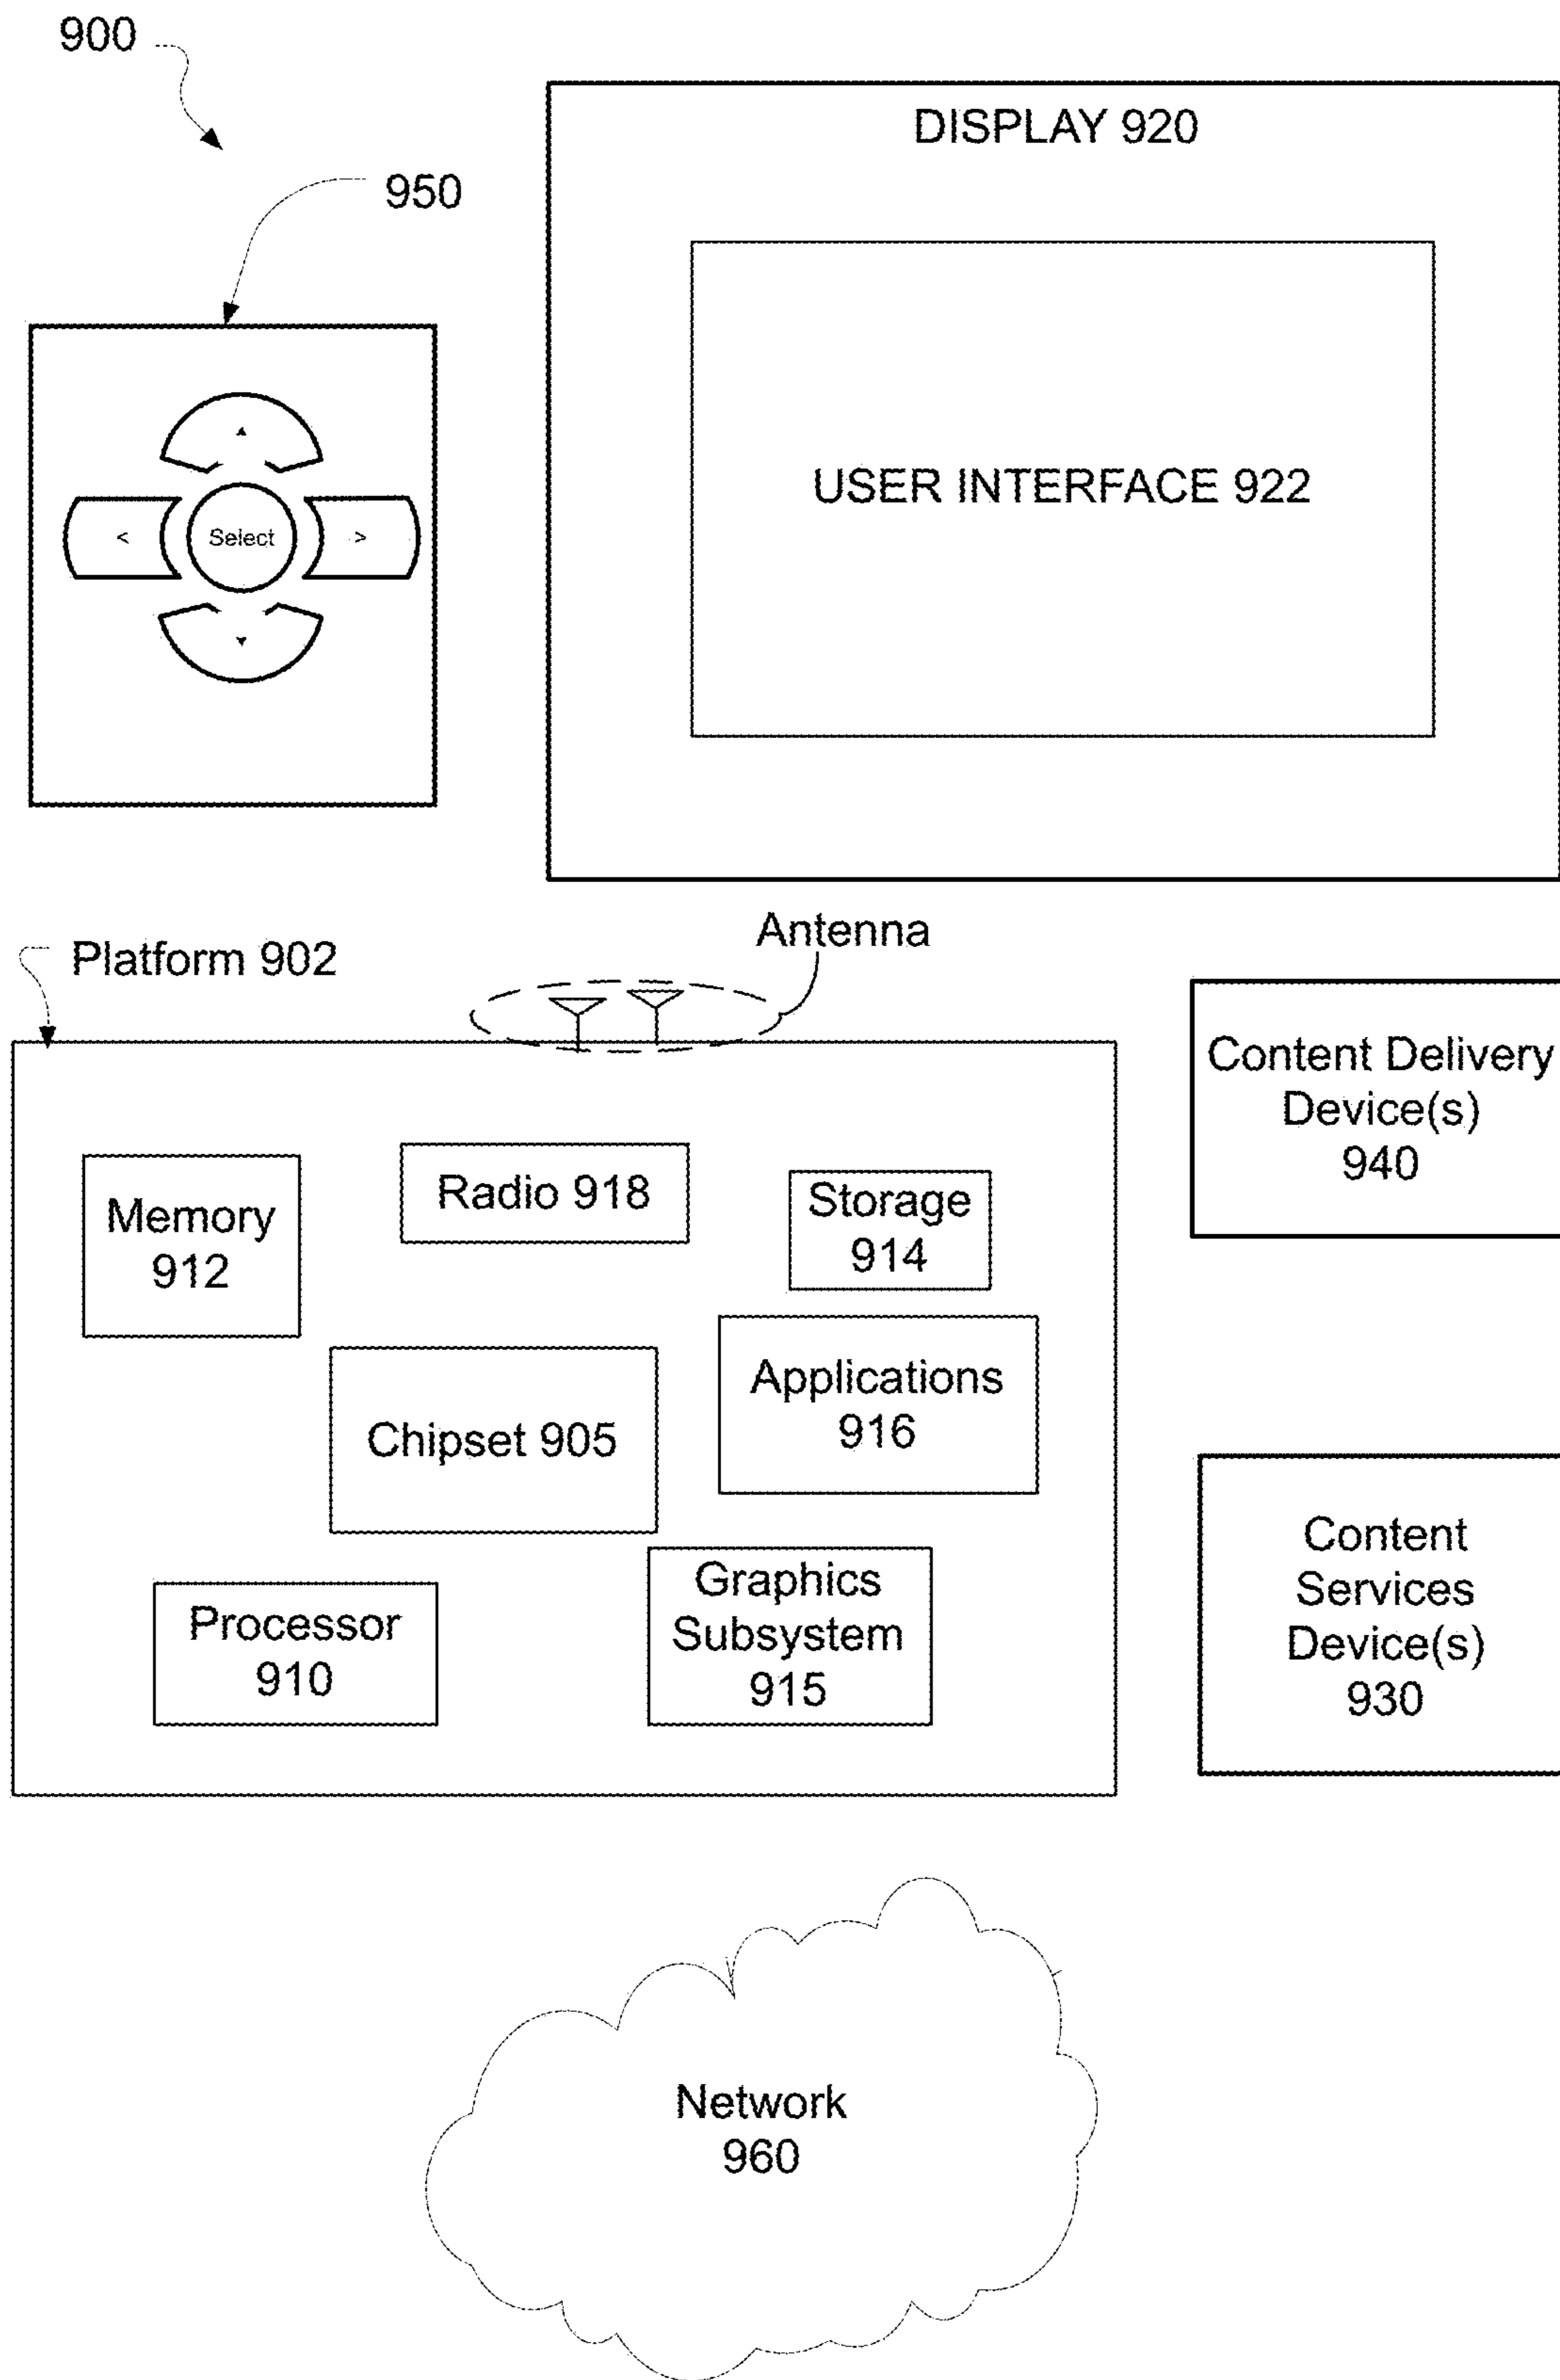 900
DISPLAY 920
950
USER INTERFACE 922
<
Select
>
Antenna
Platform 902
Content Delivery
Device(s)
940
Memory
912
Radio 918
Storage
914
Applications
916
Chipset 905
Content
Services
Device(s)
930
Processor
910
Graphics
Subsystem
915
Network
960